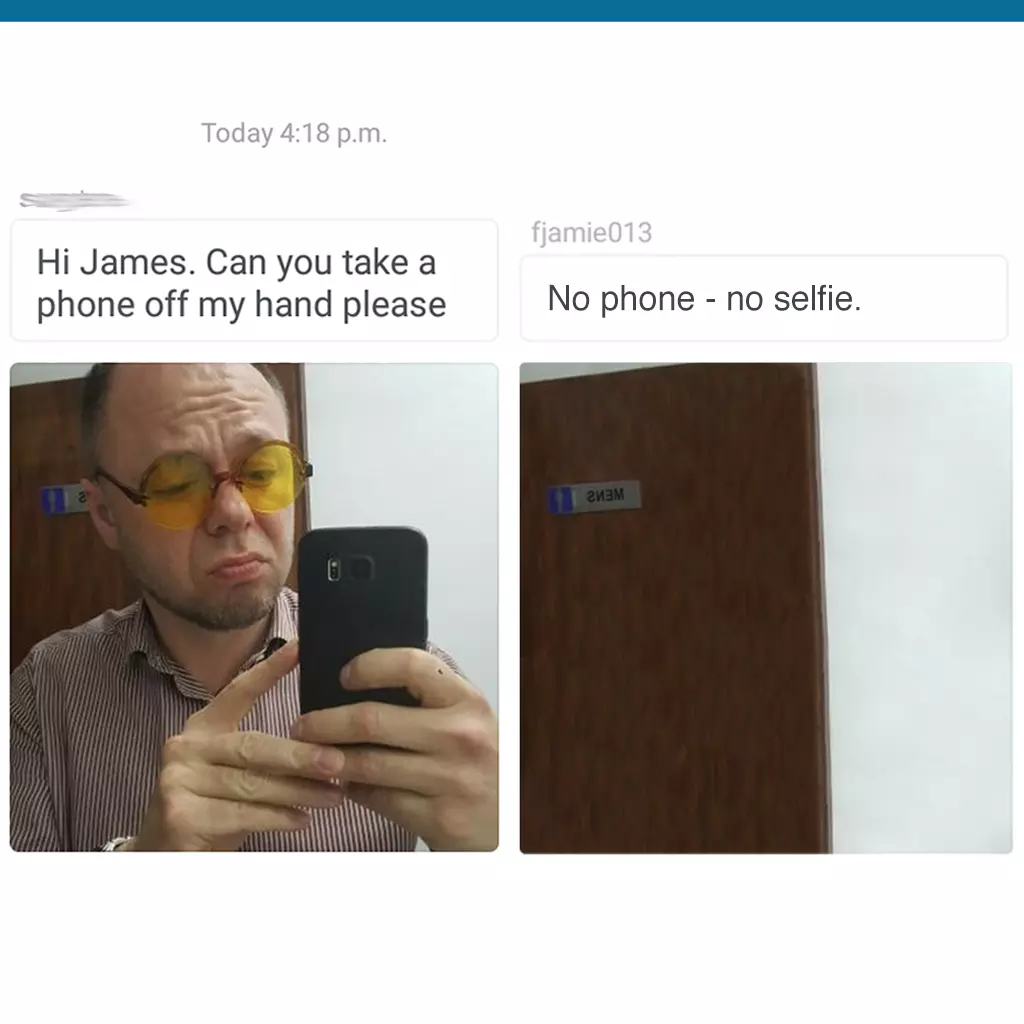 Today 4:18 p.m.
Hi James. Can you take a
phone off my hand please
fjamie013
No phone - no selfie.
S
MENS